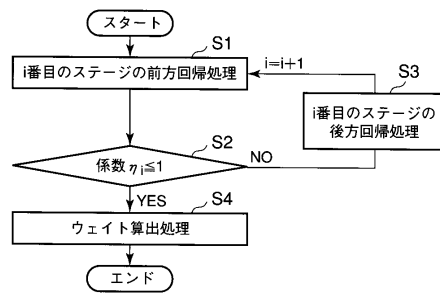 スタート
S1
i番目のステージの前方回帰処理
i=i+1
S3
i番目のステージの
後方回帰処理
S2
係数ηi≦1
NO
YES
S4
ウェイト算出処理
エンド